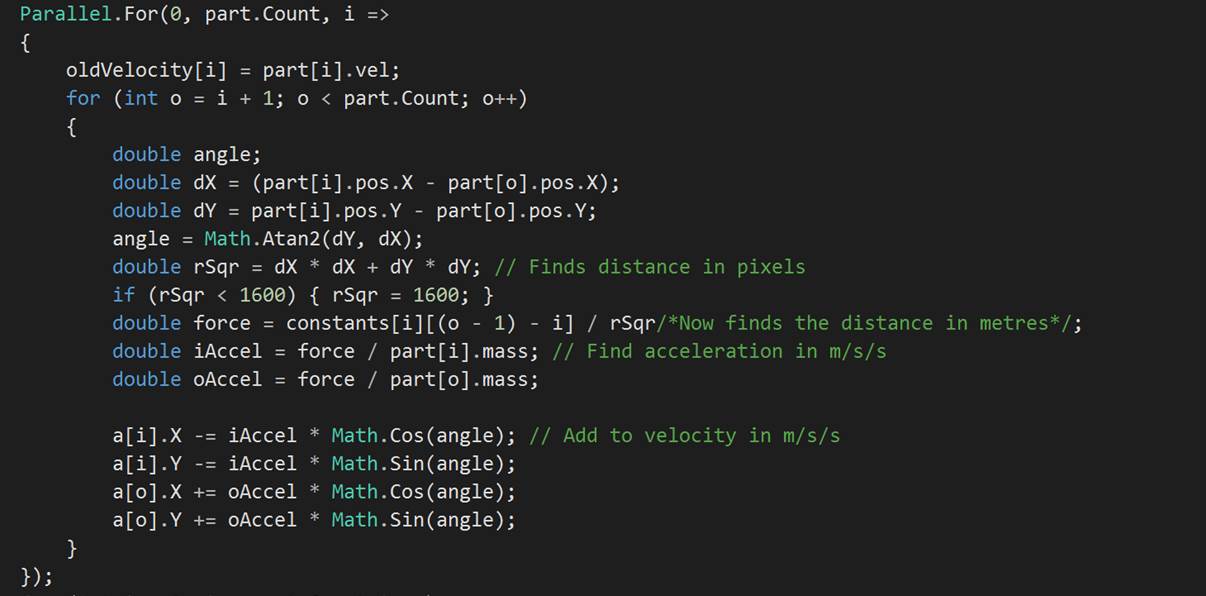 Parallel.For(0, part.Count, i =>
{
    oldVelocity[i] = part[i].vel;
    for (int o = i + 1; o < part.Count; o++)
    {
        double angle;
        double dX = (part[i].pos.X - part[o].pos.X);
        double dY = part[i].pos.Y - part[o].pos.Y;
        angle = Math.Atan2(dY, dX);
        double rSqr = dX * dX + dY * dY; // Finds distance in pixels
        if (rSqr < 1600) { rSqr = 1600; }
        double force = constants[i][(o - 1) - i] / rSqr/*Now finds the distance in metres*/;
        double iAccel = force / part[i].mass; // Find acceleration in m/s/s
        double oAccel = force / part[o].mass;

        a[i].X -= iAccel * Math.Cos(angle); // Add to velocity in m/s/s
        a[i].Y -= iAccel * Math.Sin(angle);
        a[o].X += oAccel * Math.Cos(angle);
        a[o].Y += oAccel * Math.Sin(angle);
    }
});